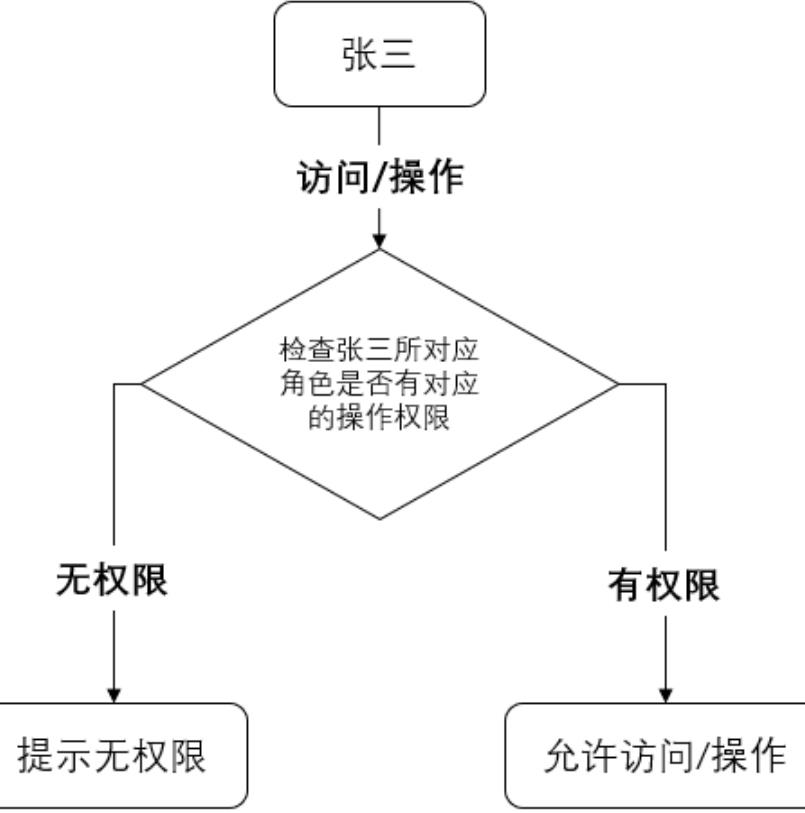 张三
访问/操作
检查张三所对应
角色是否有对应
的操作权限
无权限
有权限
提示无权限
允许访问/操作